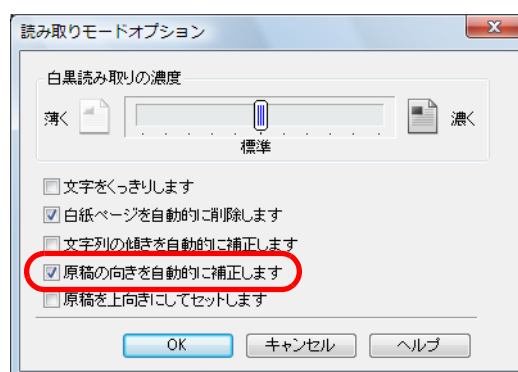 読み取りモードオプション
白黒読み取りの濃度
薄く
濃く
標準
文字をくっきりします
白紙ページを自動的に削除します
文字列の傾きを自動的に補正します
原稿の向きを自動的に補正します
原稿を上向きにしてセットします
OK キャンセル ヘルプ